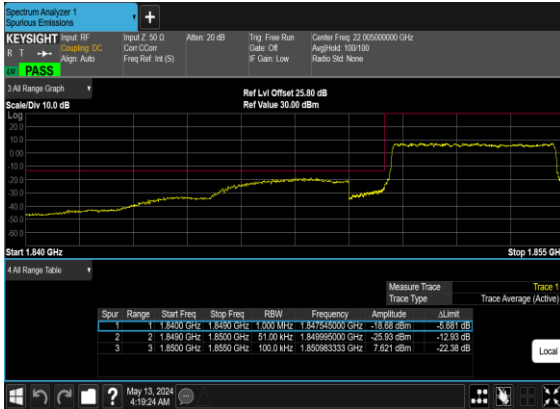 Spectrum Analyzer 1
Spurious Emissions
+
KEYSIGHT Input: RF Input Z: 50 Ω Atten: 20 dB Trig: Free Run Center Freq: 22.005000000 GHz
R T Coupling: DC Corr CCorr Gate: Off Avg|Hold: 100/100
Align: Auto Freq Ref: Int (S) IF Gain: Low Radio Std: None
PASS
3 All Range Graph
Ref Lvl Offset 25.80 dB
Scale/Div 10.0 dB Ref Value 30.00 dBm
Log
20.0
10.0
0.00
-10.0
-20.0
-30.0
-40.0
-50.0
-60.0
Start 1.840 GHz Stop 1.855 GH
4 All Range Table
Measure Trace Trace 1
Trace Type Trace Average (Active)
Spur Range Start Freq Stop Freq RBW Frequency Amplitude ΔLimit
1 1 1.8400 GHz 1.8490 GHz 1.000 MHz 1.847545000 GHz -18.68 dBm -5.681 dB
2 2 1.8490 GHz 1.8500 GHz 51.00 kHz 1.849995000 GHz -25.93 dBm -12.93 dB
3 3 1.8500 GHz 1.8550 GHz 100.0 kHz 1.850983333 GHz 7.621 dBm -22.38 dB
Local
?
May 13, 2024
4:19:24 AM